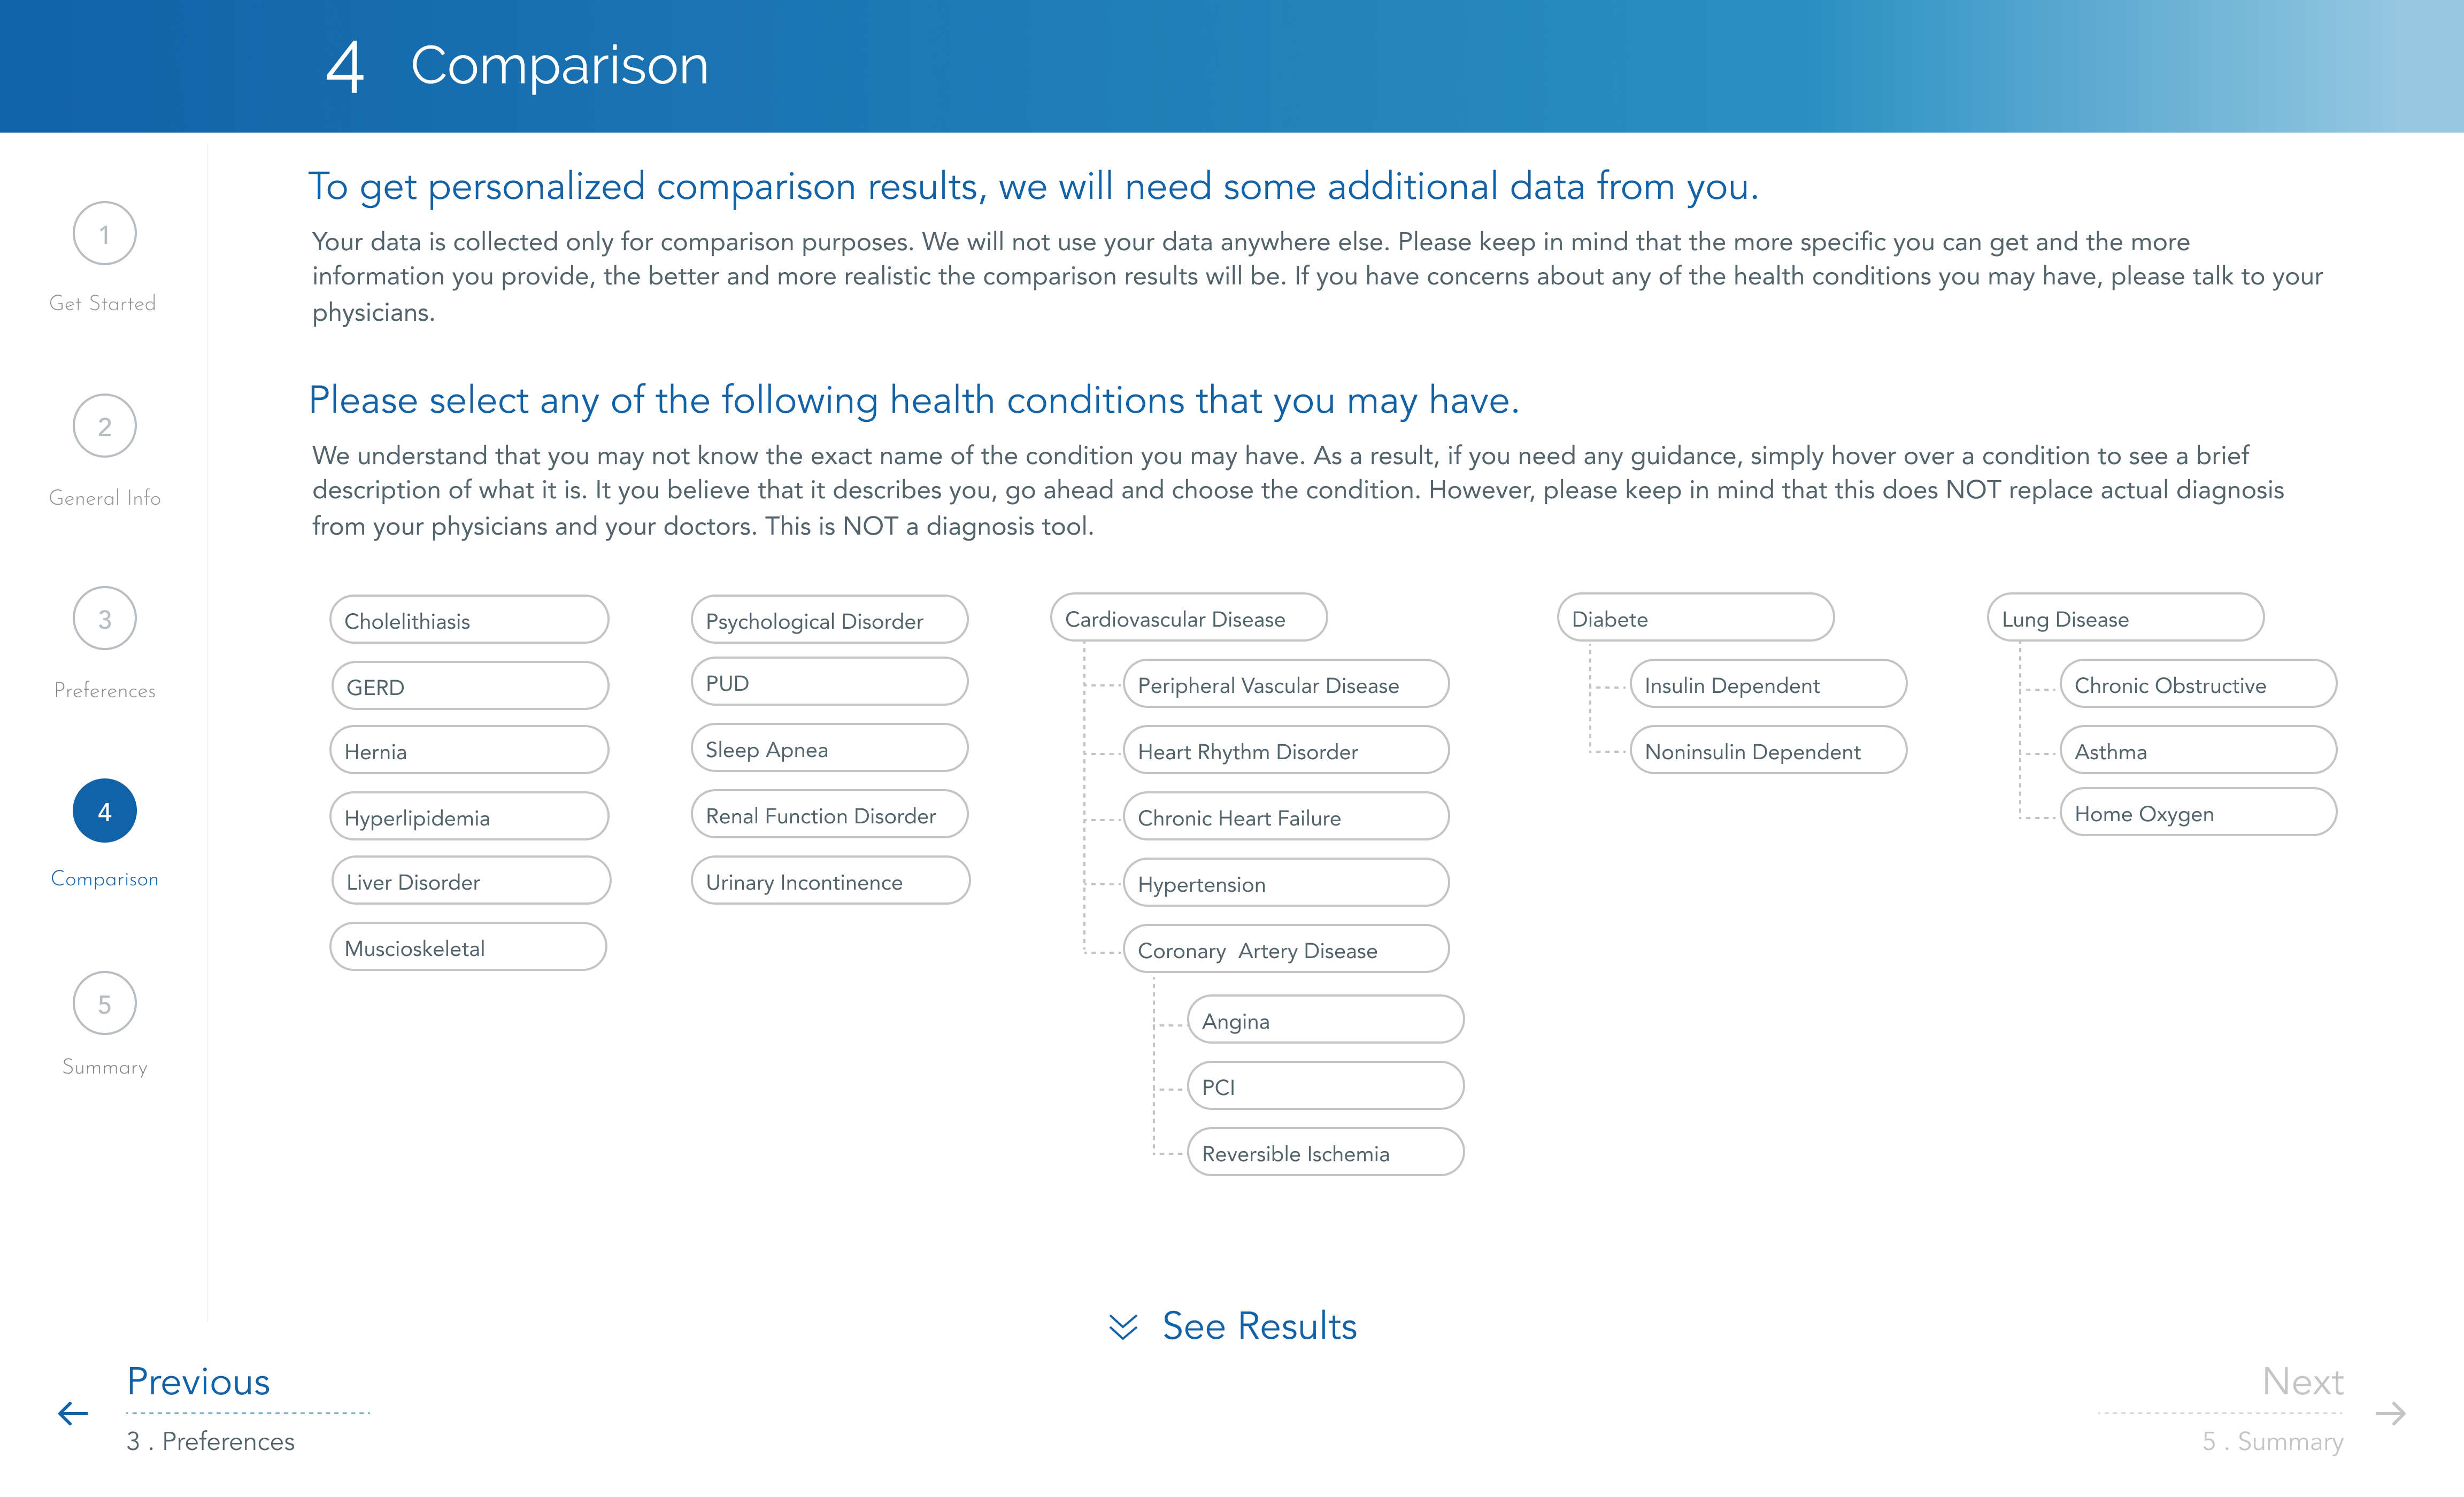 4 Comparison
1
Get Started
2
General Info
3
Preferences
4
Comparison
5
Summary
To get personalized comparison results, we will need some additional data from you.
Your data is collected only for comparison purposes. We will not use your data anywhere else. Please keep in mind that the more specific you can get and the more
information you provide, the better and more realistic the comparison results will be. If you have concerns about any of the health conditions you may have, please talk to your
physicians.
Please select any of the following health conditions that you may have.
We understand that you may not know the exact name of the condition you may have. As a result, if you need any guidance, simply hover over a condition to see a brief
description of what it is. It you believe that it describes you, go ahead and choose the condition. However, please keep in mind that this does NOT replace actual diagnosis
from your physicians and your doctors. This is NOT a diagnosis tool.
Cholelithiasis
GERD
Hernia
Hyperlipidemia
Liver Disorder
Muscioskeletal
Psychological Disorder
PUD
Sleep Apnea
Renal Function Disorder
Urinary Incontinence
Cardiovascular Disease
Peripheral Vascular Disease
Heart Rhythm Disorder
Chronic Heart Failure
Hypertension
Coronary Artery Disease
Angina
PCI
Reversible Ischemia
Diabete
Insulin Dependent
Noninsulin Dependent
Lung Disease
Chronic Obstructive
Asthma
Home Oxygen
See Results
Previous
3 . Preferences
Next
5 . Summary